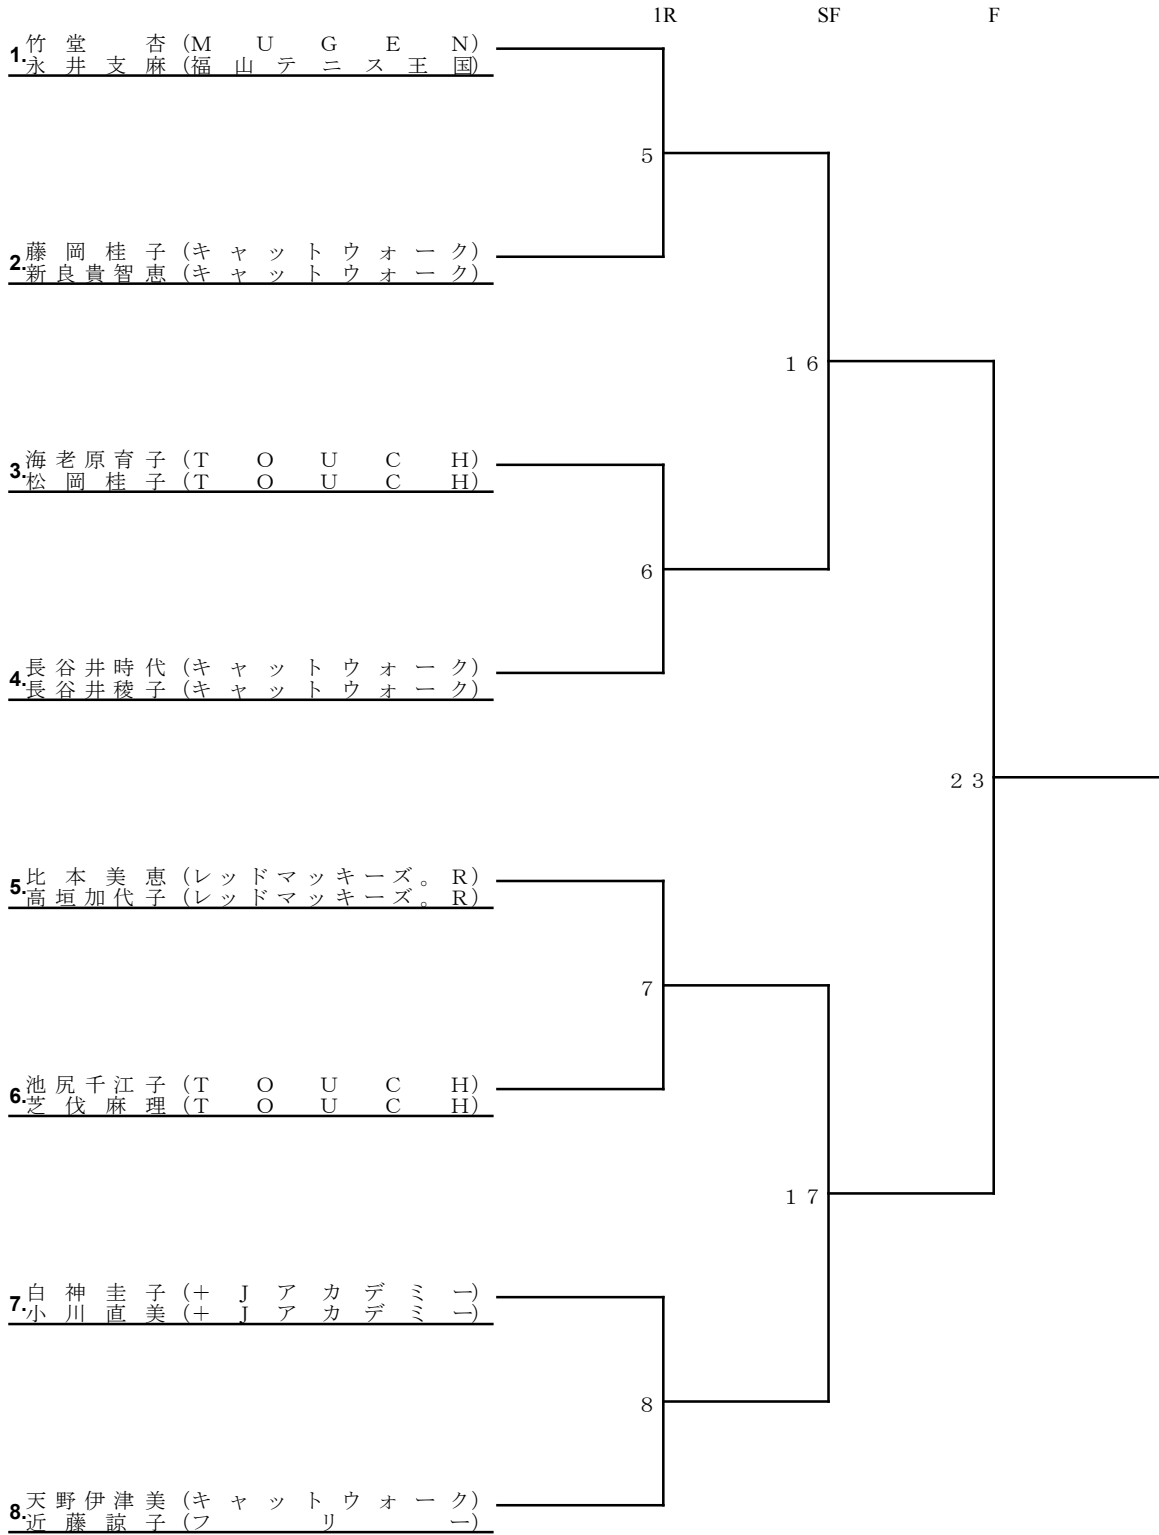 1R SF F
1. 竹堂 杏 (MUGEN)
永井支麻 (福山テニス王国)
5
2. 藤岡桂子 (キャットウォーク)
新良貴智恵 (キャットウォーク)
16
3. 海老原育子 (TOUCH)
松岡桂子 (TOUCH)
6
4. 長谷井時代 (キャットウォーク)
長谷井稜子 (キャットウォーク)
23
5. 比本美恵 (レッドマッキーズ。R)
高垣加代子 (レッドマッキーズ。R)
7
6. 池尻千江子 (TOUCH)
芝伐麻理 (TOUCH)
17
7. 白神圭子 (+Jアカデミー)
小川直美 (+Jアカデミー)
8
8. 天野伊津美 (キャットウォーク)
近藤諒子 (フリー)